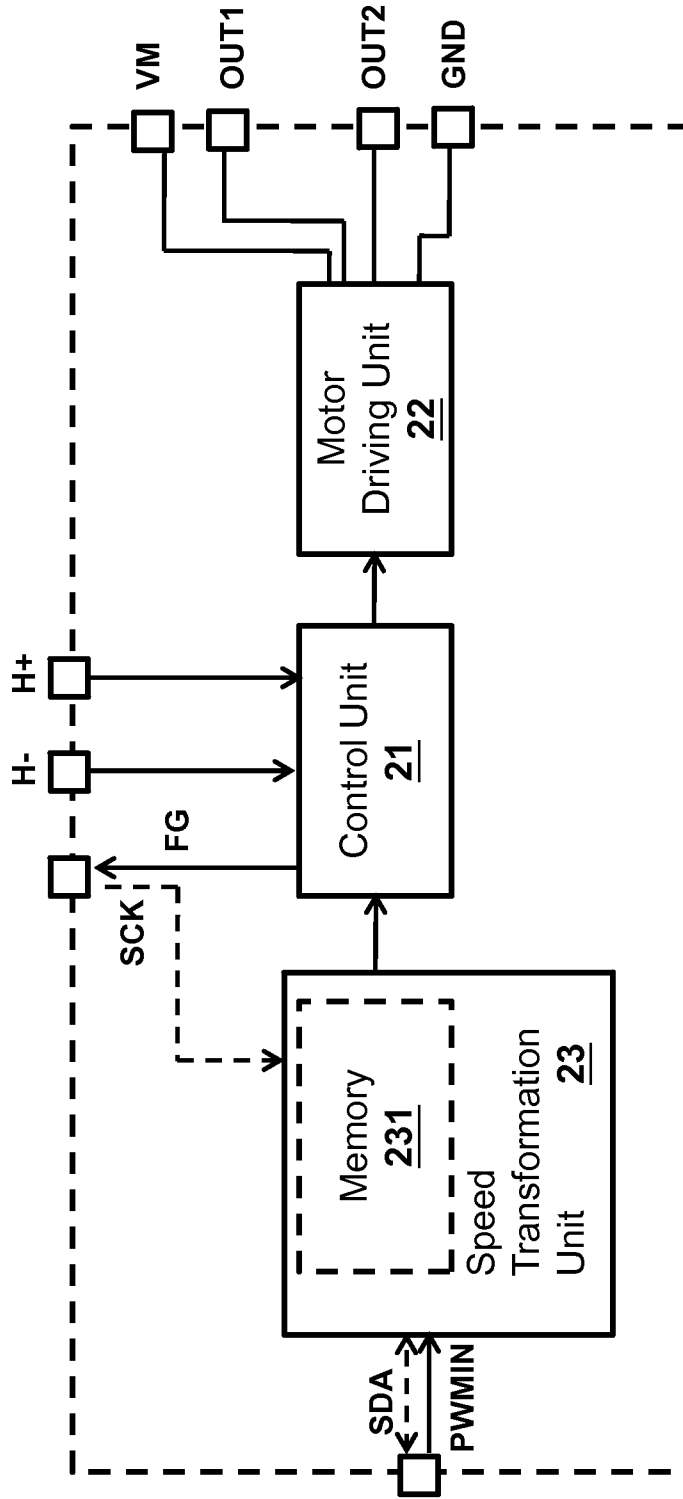 H-
H+
FG
SCK
VM
OUT1
OUT2
GND
SDA
PWMIN
Memory
231
Speed
Transformation
Unit
23
Control Unit
21
Motor
Driving Unit
22